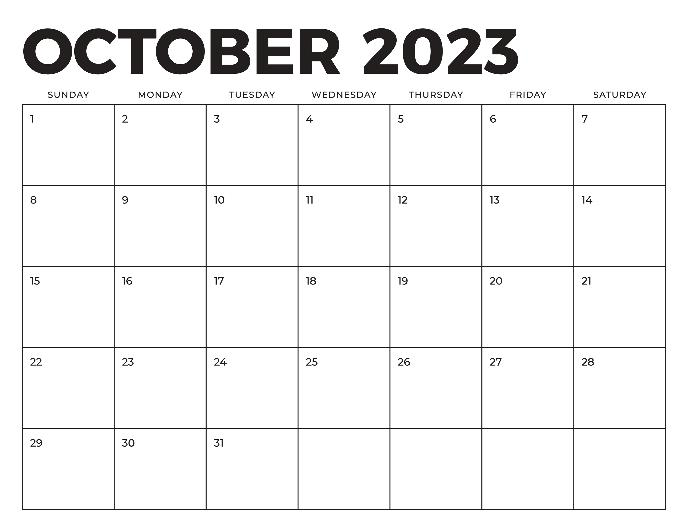 OCTOBER 2023
SUNDAY MONDAY TUESDAY WEDNESDAY THURSDAY FRIDAY SATURDAY
1 2 3 4 5 6 7
8 9 10 11 12 13 14
15 16 17 18 19 20 21
22 23 24 25 26 27 28
29 30 31